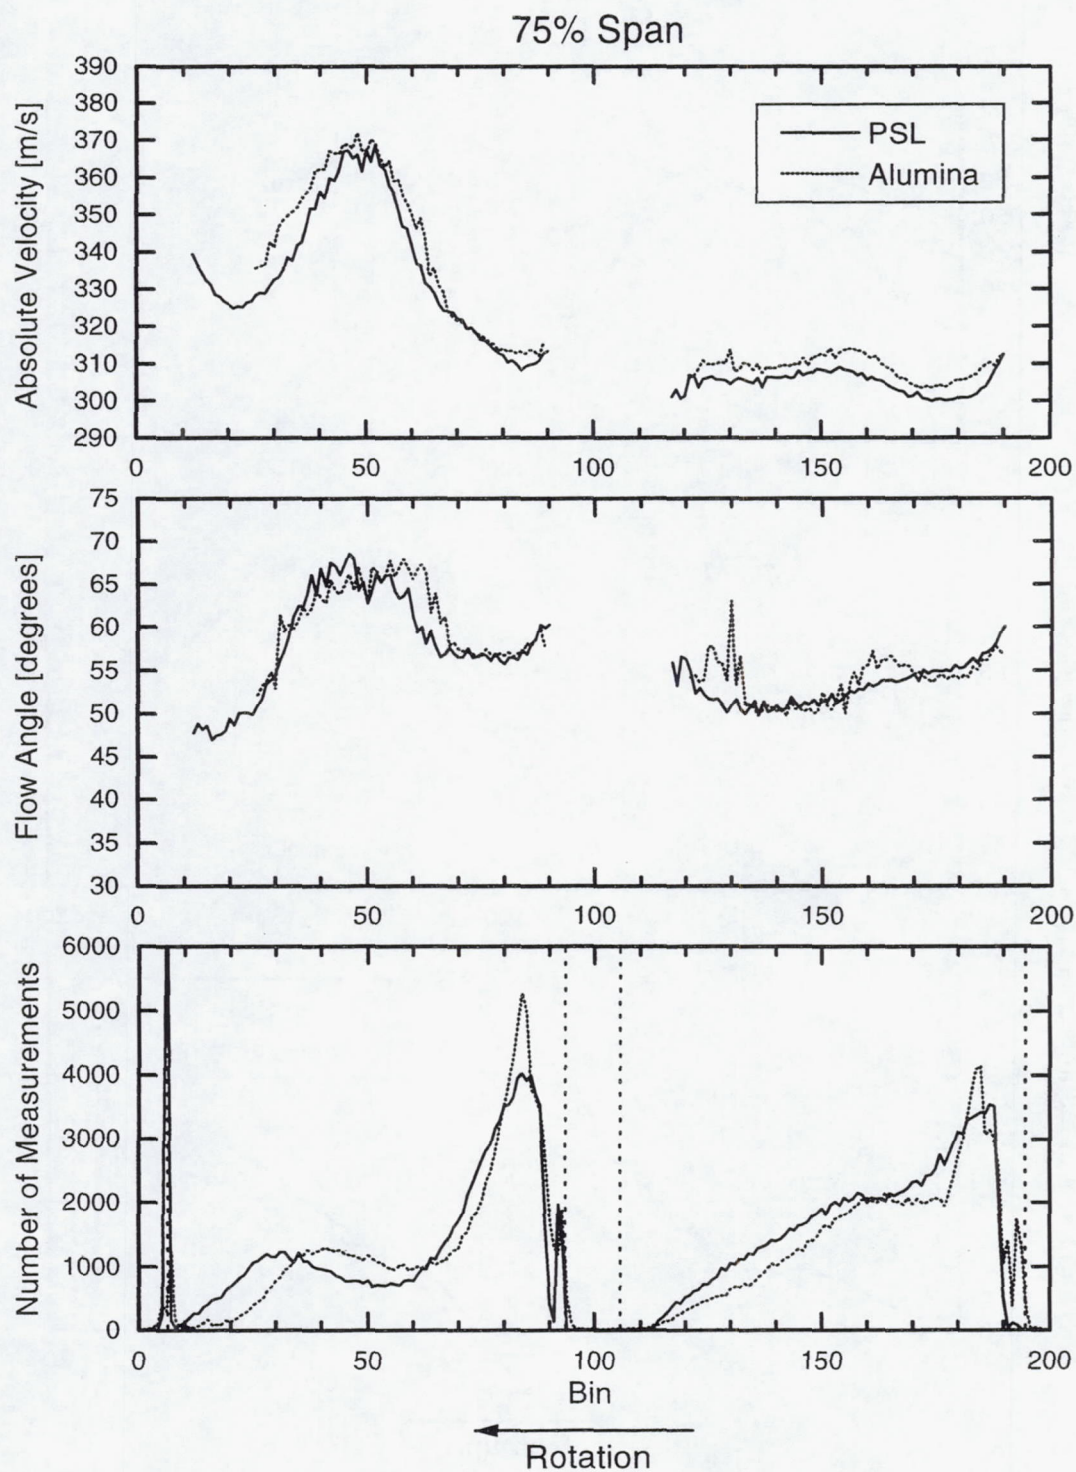 75% Span
Absolute Velocity [m/s]
390
380
370
360
350
340
330
320
310
300
290
PSL
Alumina
0 50 100 150 200
Flow Angle [degrees]
75
70
65
60
55
50
45
40
35
30
0 50 100 150 200
Number of Measurements
6000
5000
4000
3000
2000
1000
0
0 50 100 150 200
Bin
Rotation